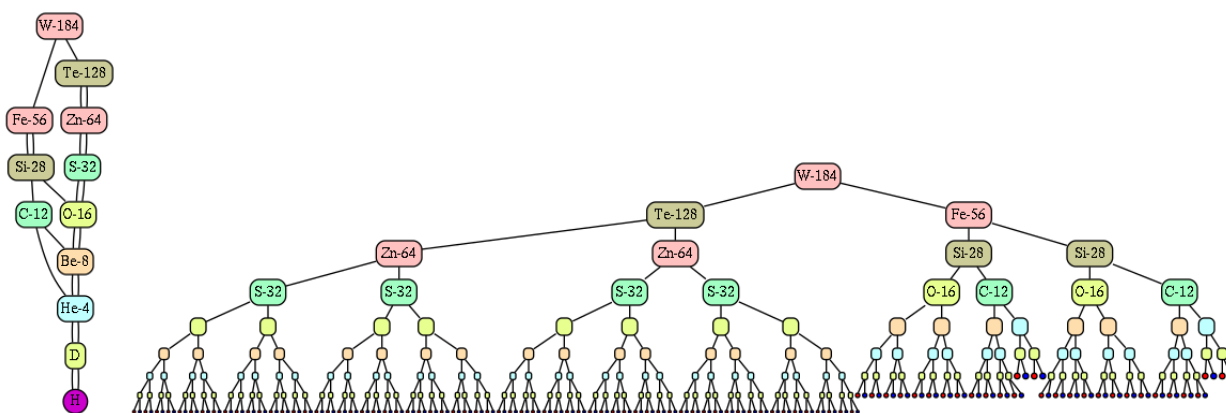 W-184
Te-128
Fe-56 Zn-64
Si-28 S-32
C-12 O-16
Be-8
He-4
D
H
W-184
Te-128 Fe-56
Zn-64 Zn-64 Si-28 Si-28
S-32 S-32 S-32 S-32 O-16 C-12 O-16 C-12